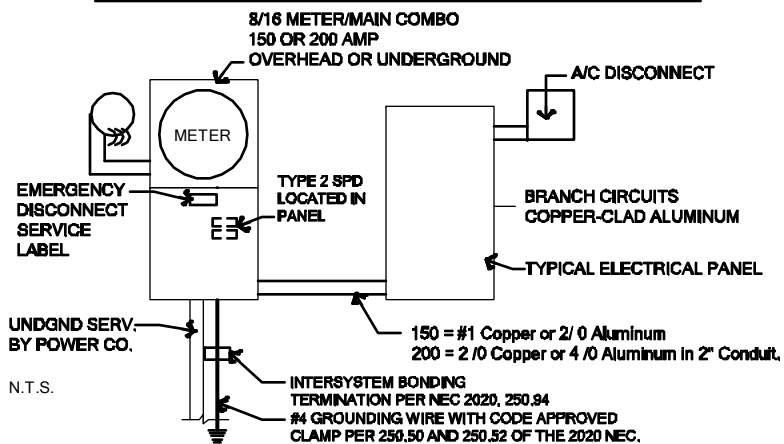 8/16 METER/MAIN COMBO
150 OR 200 AMP
OVERHEAD OR UNDERGROUND
A/C DISCONNECT
METER
EMERGENCY
DISCONNECT
SERVICE
LABEL
TYPE 2 SPD
LOCATED IN
PANEL
BRANCH CIRCUITS
COPPER-CLAD ALUMINUM
TYPICAL ELECTRICAL PANEL
UNDGND SERV.
BY POWER CO.
150 = #1 Copper or 2/ 0 Aluminum
200 = 2 /0 Copper or 4 /0 Aluminum in 2" Conduit.
N.T.S.
INTERSYSTEM BONDING
TERMINATION PER NEC 2020, 250.94
#4 GROUNDING WIRE WITH CODE APPROVED
CLAMP PER 250.50 AND 250.52 OF THE 2020 NEC.